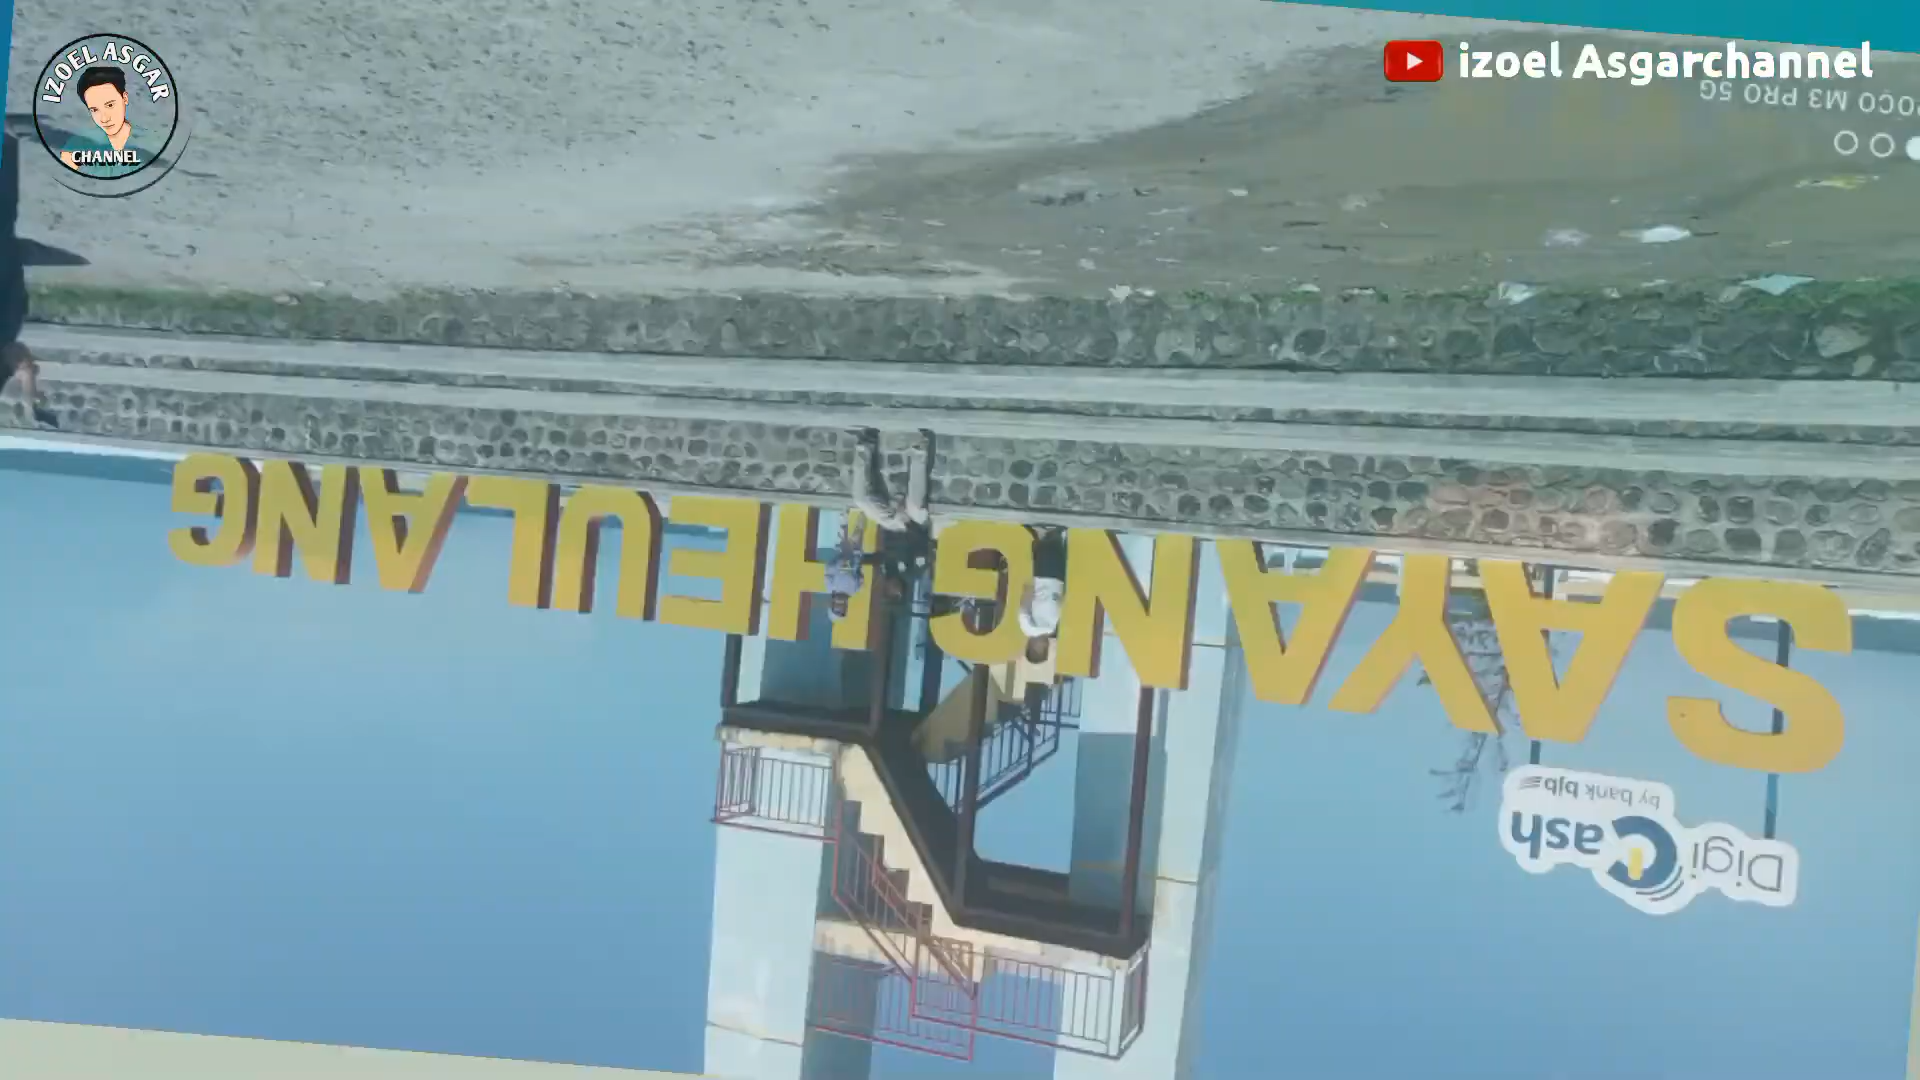 IZOEL ASGAR
CHANNEL
izoel Asgarchannel
POCO M3 PRO 5G
SAYANG HEULANG
DigiCash
by bank bjb